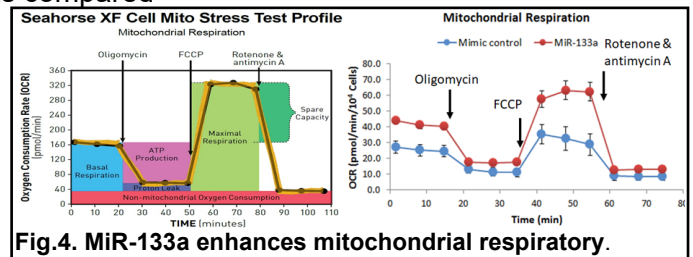 s compared
Seahorse XF Cell Mito Stress Test Profile
Mitochondrial Respiration
Oligomycin
FCCP
Rotenone &
antimycin A
Oxygen Consumption Rate (OCR)
(pmol/min)
360
320
280
240
200
160
120
80
40
0
Basal
Respiration
ATP
Production
Proton Leak
Maximal
Respiration
Spare
Capacity
Non-mitochondrial Oxygen Consumption
0 10 20 30 40 50 60 70 80 90 100 110
TIME (minutes)
Mitochondrial Respiration
Mimic control
MiR-133a
Rotenone &
antimycin A
Oligomycin
FCCP
OCR (pmol/min/10⁴ Cells)
80.0
70.0
60.0
50.0
40.0
30.0
20.0
10.0
0.0
0 20 40 60 80
Time (min)
Fig.4. MiR-133a enhances mitochondrial respiratory.